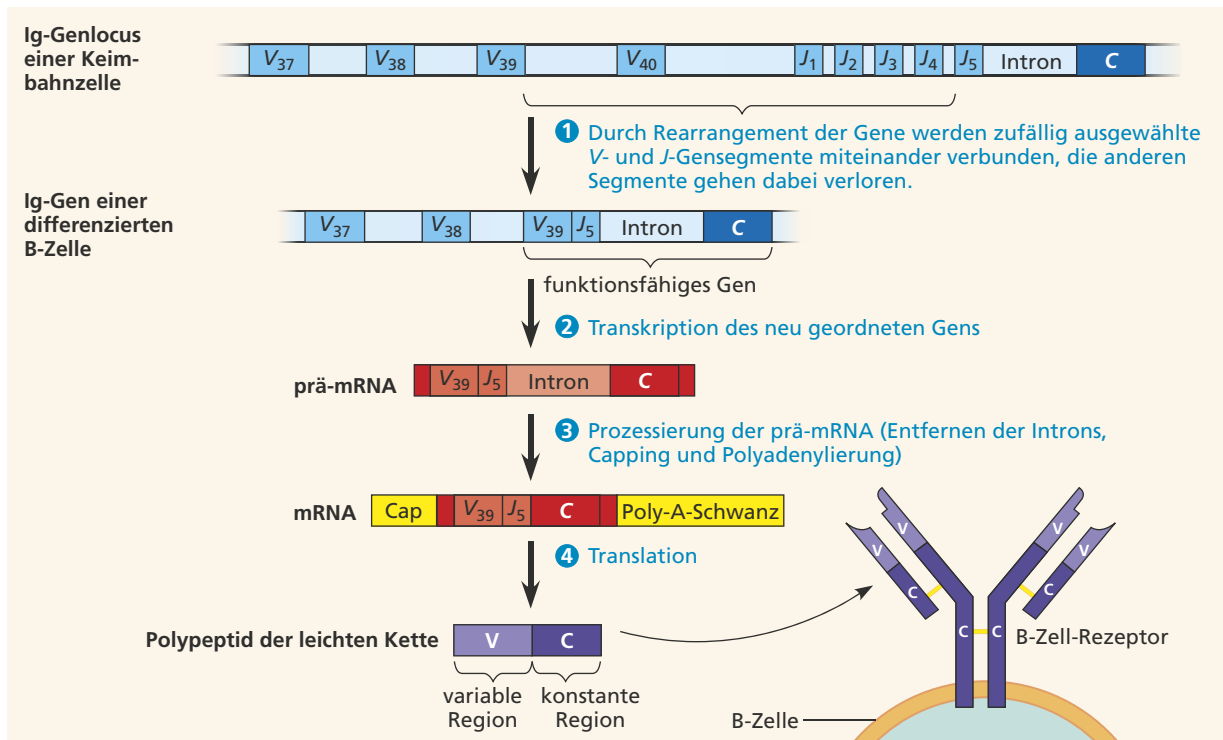 Ig-Genlocus
einer Keim-
bahnzelle
V37 V38 V39 V40 J1 J2 J3 J4 J5 Intron C
1 Durch Rearrangement der Gene werden zufällig ausgewählte
V- und J-Gensegmente miteinander verbunden, die anderen
Segmente gehen dabei verloren.
Ig-Gen einer
differenzierten
B-Zelle
V37 V38 V39 J5 Intron C
funktionsfähiges Gen
2 Transkription des neu geordneten Gens
prä-mRNA V39 J5 Intron C
3 Prozessierung der prä-mRNA (Entfernen der Introns,
Capping und Polyadenylierung)
mRNA Cap V39 J5 C Poly-A-Schwanz
4 Translation
Polypeptid der leichten Kette V C
variable
Region
konstante
Region
V V V V
C C
C C B-Zell-Rezeptor
B-Zelle